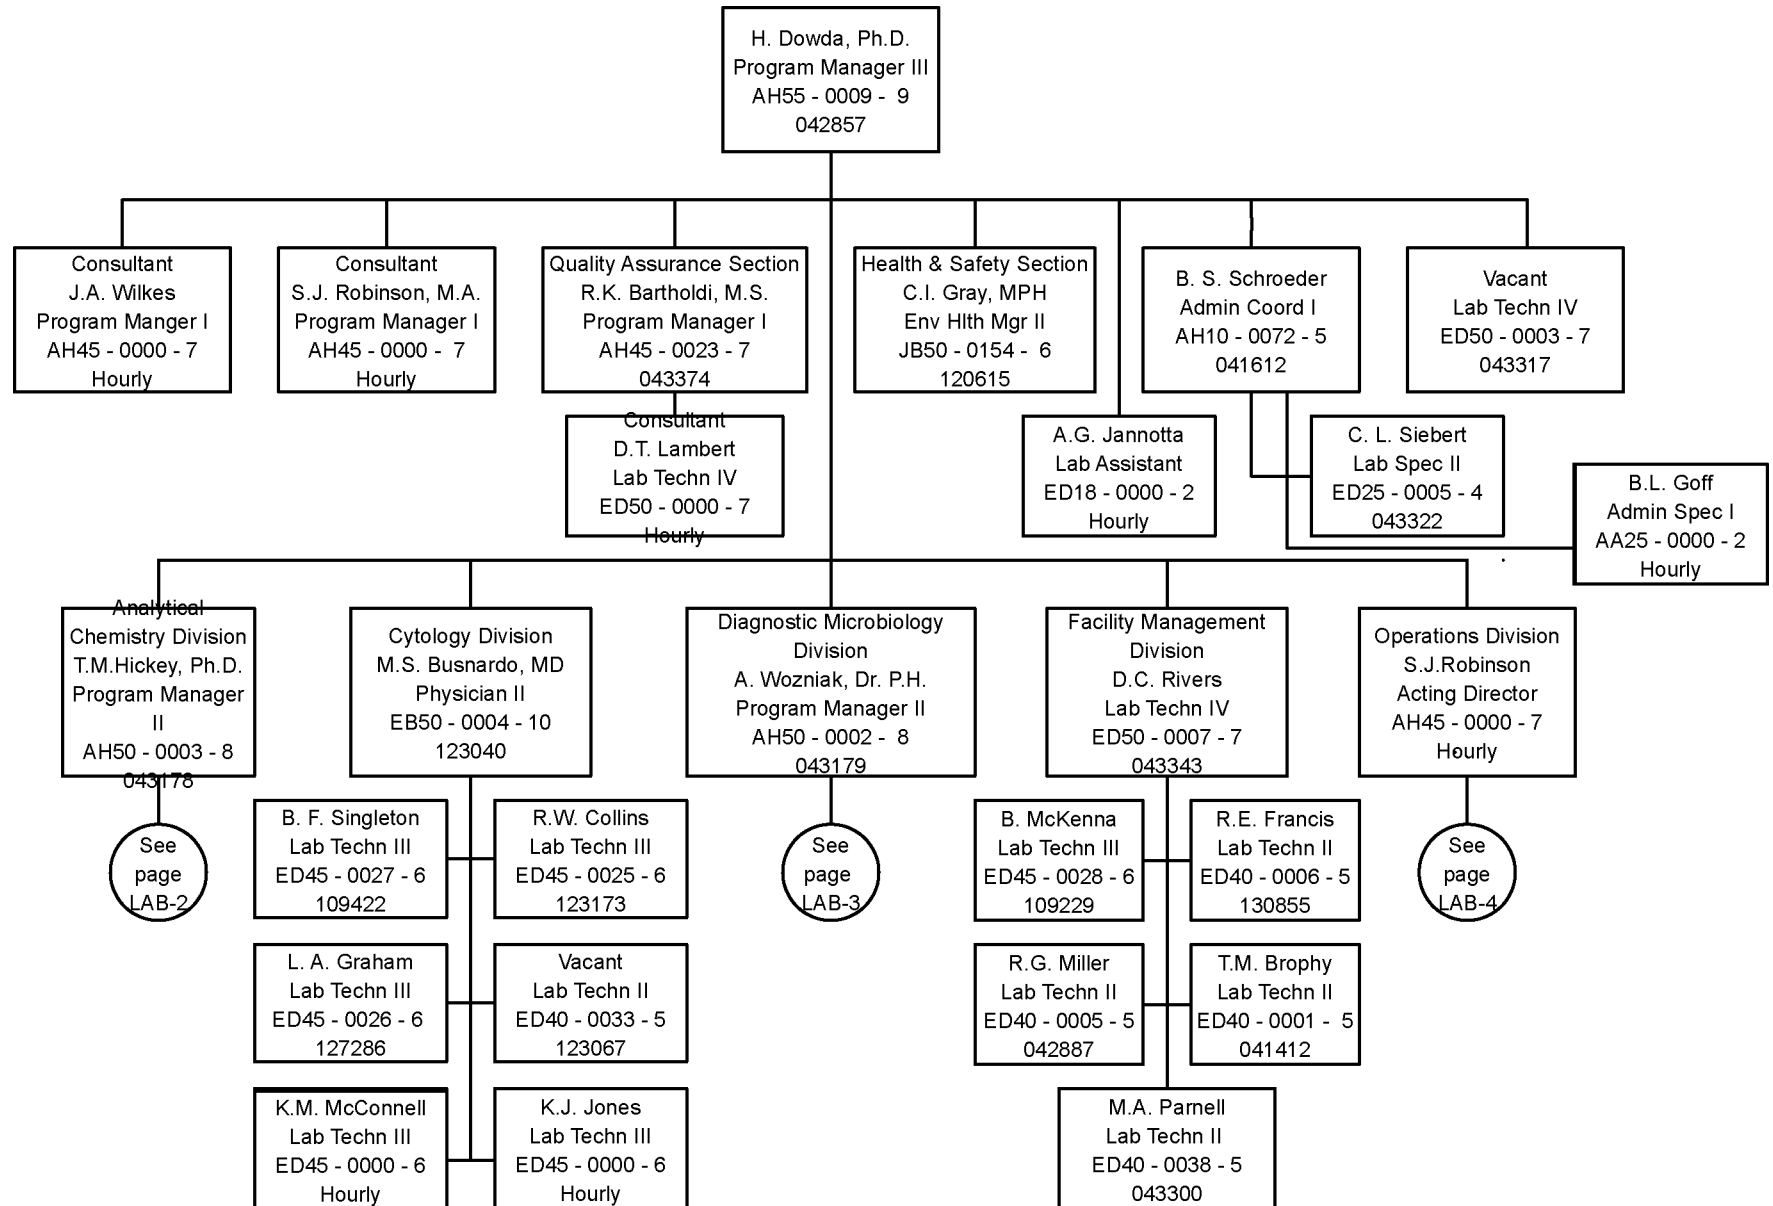 H. Dowda, Ph.D.
Program Manager III
AH55 - 0009 -  9
042857
Consultant
J.A. Wilkes
Program Manger I
AH45 - 0000 - 7
Hourly
Consultant
S.J. Robinson, M.A.
Program Manager I
AH45 - 0000 -  7
Hourly
Quality Assurance Section
R.K. Bartholdi, M.S.
Program Manager I
AH45 - 0023 - 7
043374
Health & Safety Section
C.I. Gray, MPH
Env Hlth Mgr II
JB50 - 0154 -  6
120615
B. S. Schroeder
Admin Coord I
AH10 - 0072 - 5
041612
Vacant
Lab Techn IV
ED50 - 0003 - 7
043317
Consultant
D.T. Lambert
Lab Techn IV
ED50 - 0000 - 7
Hourly
A.G. Jannotta
Lab Assistant
ED18 - 0000 - 2
Hourly
C. L. Siebert
Lab Spec II
ED25 - 0005 - 4
043322
B.L. Goff
Admin Spec I
AA25 - 0000 - 2
Hourly
Analytical
Chemistry Division
T.M.Hickey, Ph.D.
Program Manager
II
AH50 - 0003 - 8
043178
Cytology Division
M.S. Busnardo, MD
Physician II
EB50 - 0004 - 10
123040
Diagnostic Microbiology
Division
A. Wozniak, Dr. P.H.
Program Manager II
AH50 - 0002 -  8
043179
Facility Management
Division
D.C. Rivers
Lab Techn IV
ED50 - 0007 - 7
043343
Operations Division
S.J.Robinson
Acting Director
AH45 - 0000 - 7
Hourly
See
page
LAB-2
B. F. Singleton
Lab Techn III
ED45 - 0027 - 6
109422
R.W. Collins
Lab Techn III
ED45 - 0025 - 6
123173
See
page
LAB-3
B. McKenna
Lab Techn III
ED45 - 0028 - 6
109229
R.E. Francis
Lab Techn II
ED40 - 0006 - 5
130855
See
page
LAB-4
L. A. Graham
Lab Techn III
ED45 - 0026 - 6
127286
Vacant
Lab Techn II
ED40 - 0033 - 5
123067
R.G. Miller
Lab Techn II
ED40 - 0005 - 5
042887
T.M. Brophy
Lab Techn II
ED40 - 0001 -  5
041412
K.M. McConnell
Lab Techn III
ED45 - 0000 - 6
Hourly
K.J. Jones
Lab Techn III
ED45 - 0000 - 6
Hourly
M.A. Parnell
Lab Techn II
ED40 - 0038 - 5
043300